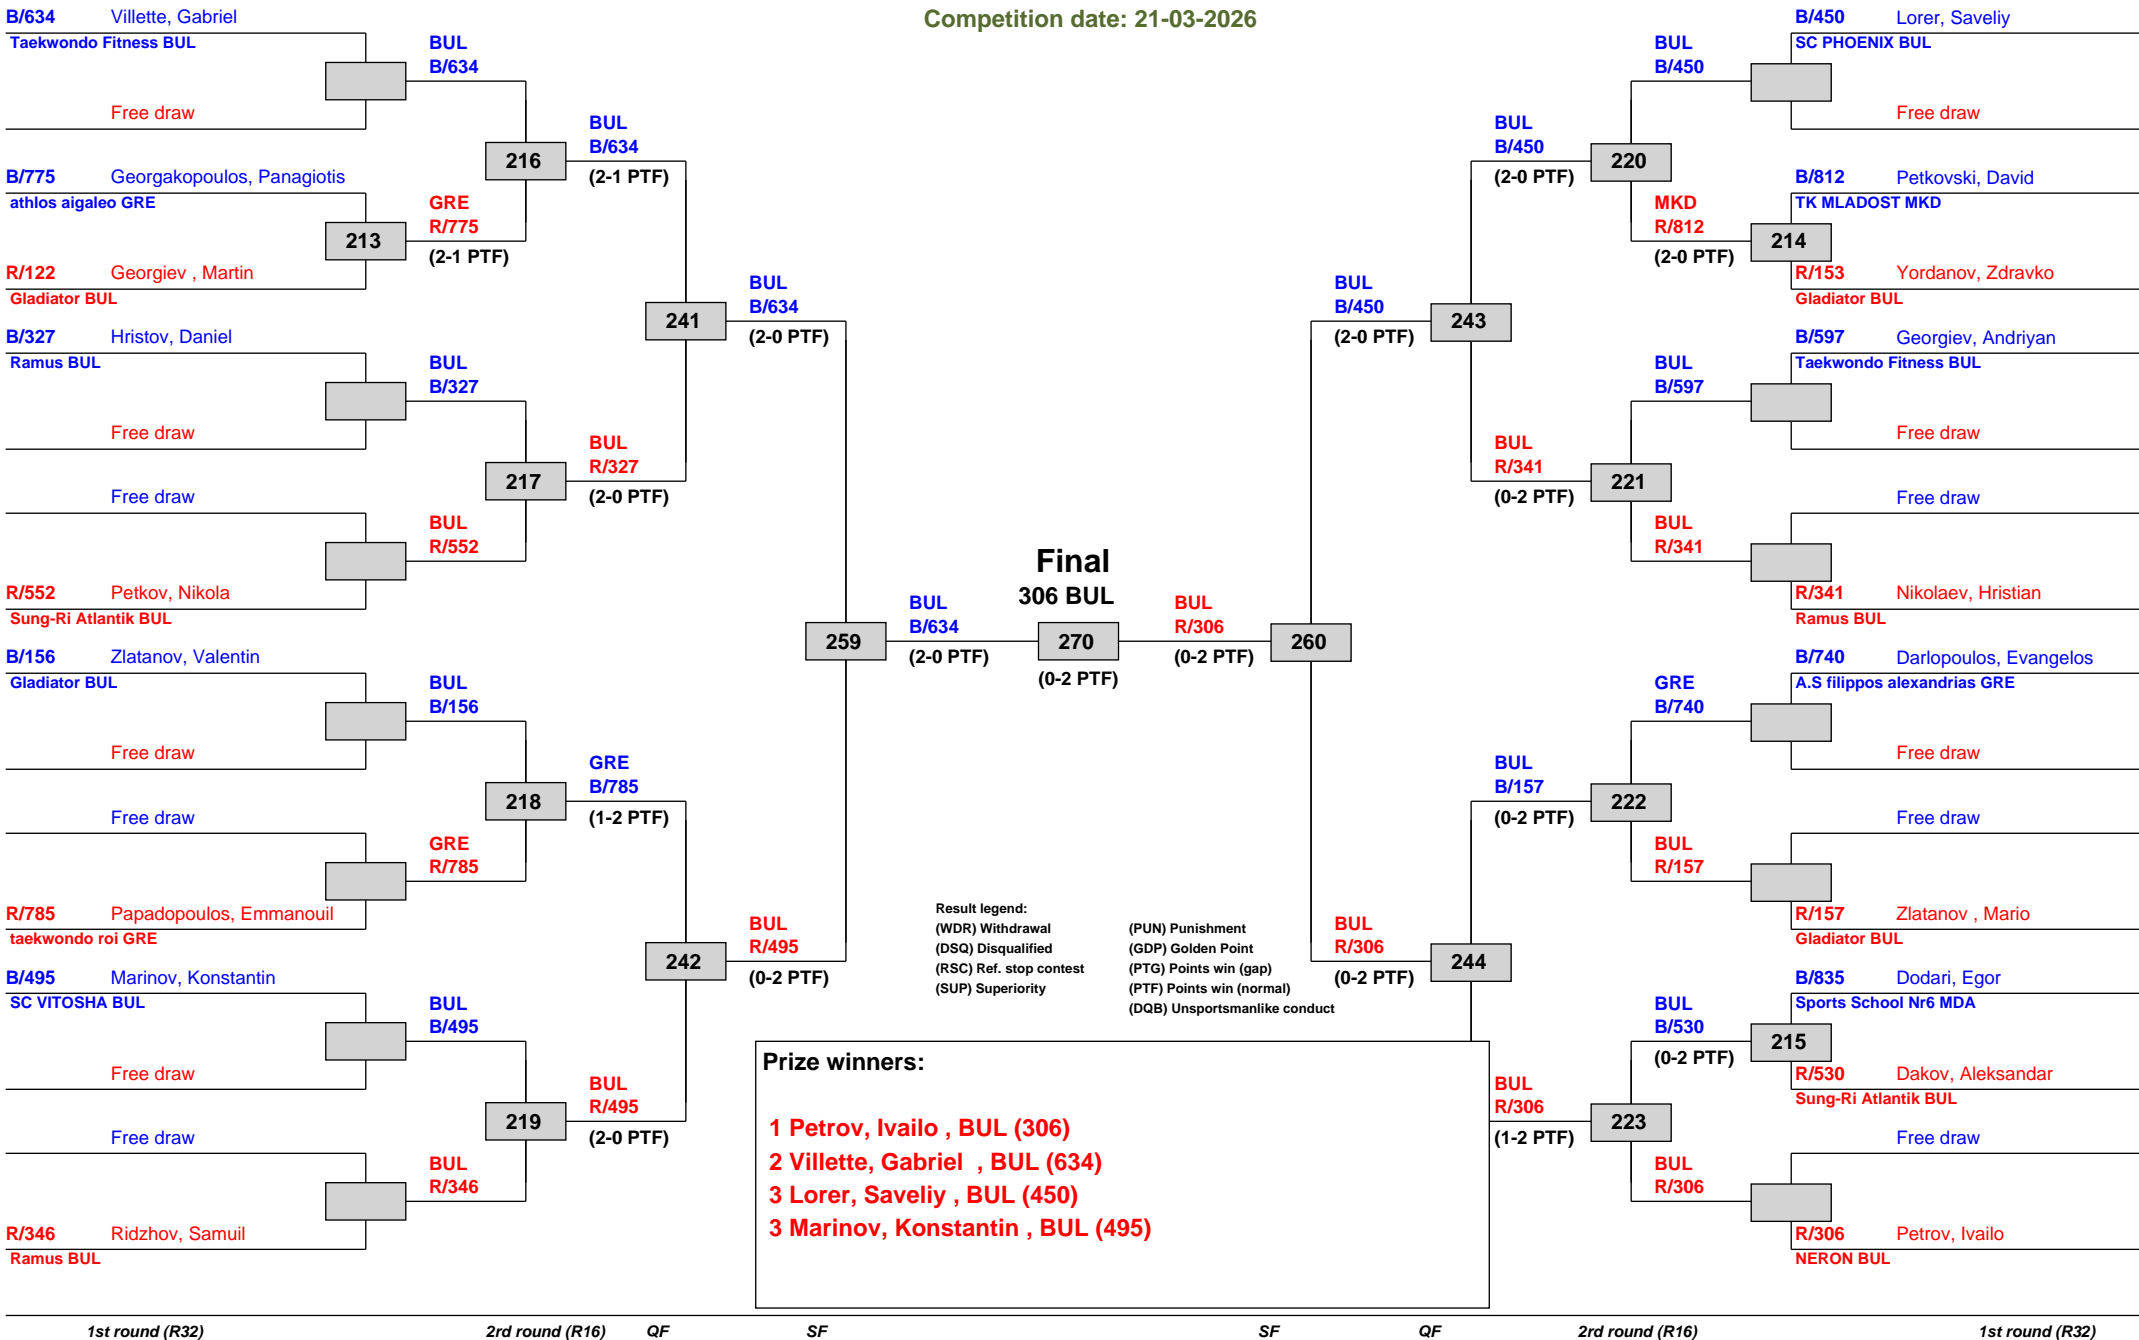 Competition date: 21-03-2026
B/634 Villette, Gabriel
Taekwondo Fitness BUL
Free draw
B/775 Georgakopoulos, Panagiotis
athlos aigaleo GRE
R/122 Georgiev , Martin
Gladiator BUL
B/327 Hristov, Daniel
Ramus BUL
Free draw
Free draw
R/552 Petkov, Nikola
Sung-Ri Atlantik BUL
B/156 Zlatanov, Valentin
Gladiator BUL
Free draw
Free draw
R/785 Papadopoulos, Emmanouil
taekwondo roi GRE
B/495 Marinov, Konstantin
SC VITOSHA BUL
Free draw
Free draw
R/346 Ridzhov, Samuil
Ramus BUL
213
BUL
B/634
GRE
R/775
(2-1 PTF)
BUL
B/327
BUL
R/552
BUL
B/156
GRE
R/785
BUL
B/495
BUL
R/346
216
217
218
219
BUL
B/634
(2-1 PTF)
BUL
R/327
(2-0 PTF)
GRE
B/785
(1-2 PTF)
BUL
R/495
(2-0 PTF)
241
242
BUL
B/634
(2-0 PTF)
BUL
R/495
(0-2 PTF)
259
BUL
B/634
(2-0 PTF)
Final
306 BUL
270
(0-2 PTF)
BUL
R/306
(0-2 PTF)
260
BUL
B/450
(2-0 PTF)
BUL
R/306
(0-2 PTF)
243
244
BUL
B/450
(2-0 PTF)
BUL
R/341
(0-2 PTF)
BUL
B/157
(0-2 PTF)
BUL
R/306
(1-2 PTF)
220
221
222
223
BUL
B/450
MKD
R/812
(2-0 PTF)
BUL
B/597
BUL
R/341
GRE
B/740
BUL
R/157
BUL
B/530
(0-2 PTF)
BUL
R/306
214
215
B/450 Lorer, Saveliy
SC PHOENIX BUL
Free draw
B/812 Petkovski, David
TK MLADOST MKD
R/153 Yordanov, Zdravko
Gladiator BUL
B/597 Georgiev, Andriyan
Taekwondo Fitness BUL
Free draw
Free draw
R/341 Nikolaev, Hristian
Ramus BUL
B/740 Darlopoulos, Evangelos
A.S filippos alexandrias GRE
Free draw
Free draw
R/157 Zlatanov , Mario
Gladiator BUL
B/835 Dodari, Egor
Sports School Nr6 MDA
R/530 Dakov, Aleksandar
Sung-Ri Atlantik BUL
Free draw
R/306 Petrov, Ivailo
NERON BUL
Result legend:
(WDR) Withdrawal (PUN) Punishment
(DSQ) Disqualified (GDP) Golden Point
(RSC) Ref. stop contest (PTG) Points win (gap)
(SUP) Superiority (PTF) Points win (normal)
(DQB) Unsportsmanlike conduct
Prize winners:
1 Petrov, Ivailo , BUL (306)
2 Villette, Gabriel , BUL (634)
3 Lorer, Saveliy , BUL (450)
3 Marinov, Konstantin , BUL (495)
1st round (R32) 2rd round (R16) QF SF SF QF 2rd round (R16) 1st round (R32)